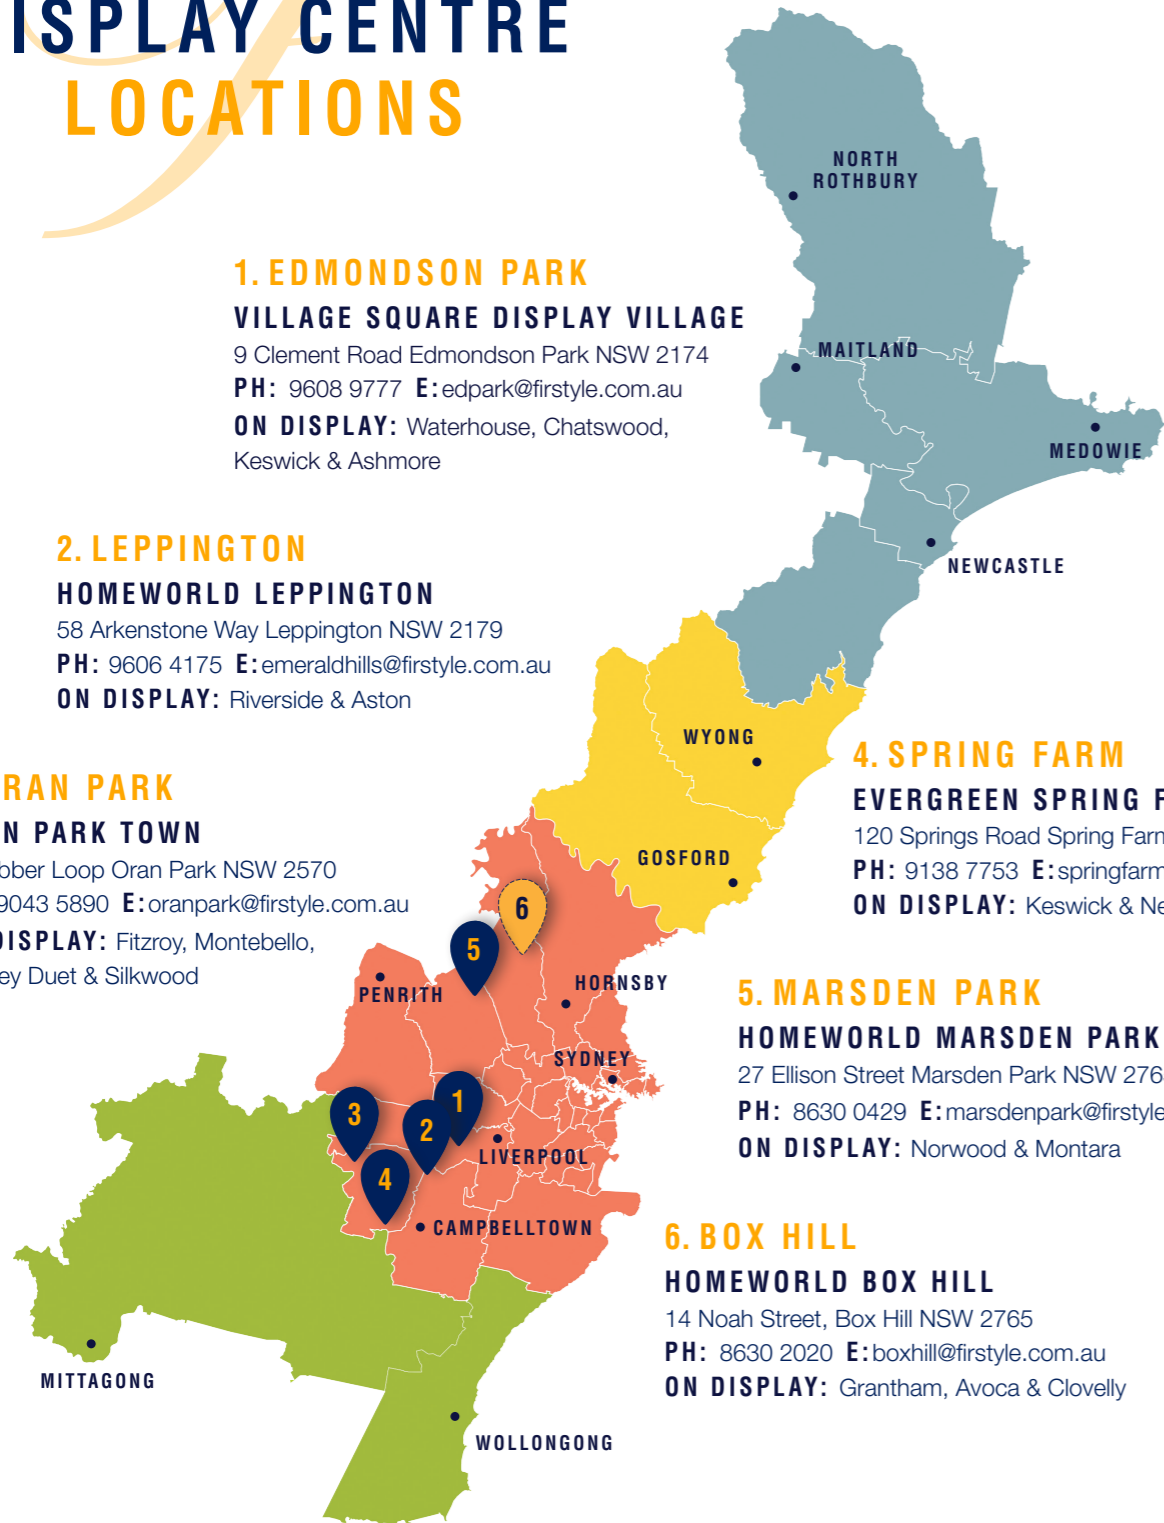 ISPLAY CENTRE
LOCATIONS
1. EDMONDSON PARK
VILLAGE SQUARE DISPLAY VILLAGE
9 Clement Road Edmondson Park NSW 2174
PH: 9608 9777 E: edpark@firstyle.com.au
ON DISPLAY: Waterhouse, Chatswood,
Keswick & Ashmore
2. LEPPINGTON
HOMEWORLD LEPPINGTON
58 Arkenstone Way Leppington NSW 2179
PH: 9606 4175 E: emeraldhills@firstyle.com.au
ON DISPLAY: Riverside & Aston
RAN PARK
N PARK TOWN
bber Loop Oran Park NSW 2570
9043 5890 E: oranpark@firstyle.com.au
DISPLAY: Fitzroy, Montebello,
ey Duet & Silkwood
4. SPRING FARM
EVERGREEN SPRING F
120 Springs Road Spring Farm
PH: 9138 7753 E: springfarm
ON DISPLAY: Keswick & Ne
5. MARSDEN PARK
HOMEWORLD MARSDEN PARK
27 Ellison Street Marsden Park NSW 276
PH: 8630 0429 E: marsdenpark@firstyle
ON DISPLAY: Norwood & Montara
6. BOX HILL
HOMEWORLD BOX HILL
14 Noah Street, Box Hill NSW 2765
PH: 8630 2020 E: boxhill@firstyle.com.au
ON DISPLAY: Grantham, Avoca & Clovelly
NORTH
ROTHBURY
MAITLAND
MEDOWIE
NEWCASTLE
WYONG
GOSFORD
6
5
HORNSBY
PENRITH
SYDNEY
1
3
2
LIVERPOOL
4
CAMPBELLTOWN
MITTAGONG
WOLLONGONG